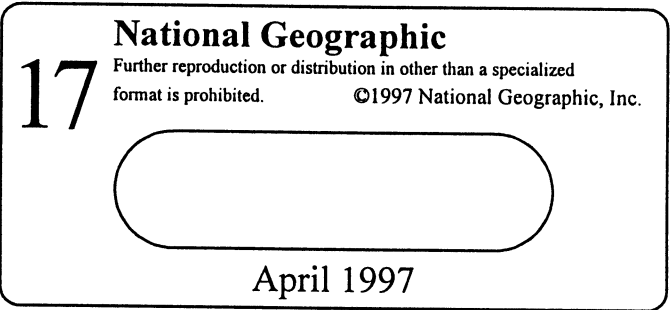 National Geographic
17
Further reproduction or distribution in other than a specialized
format is prohibited. ©1997 National Geographic, Inc.
April 1997